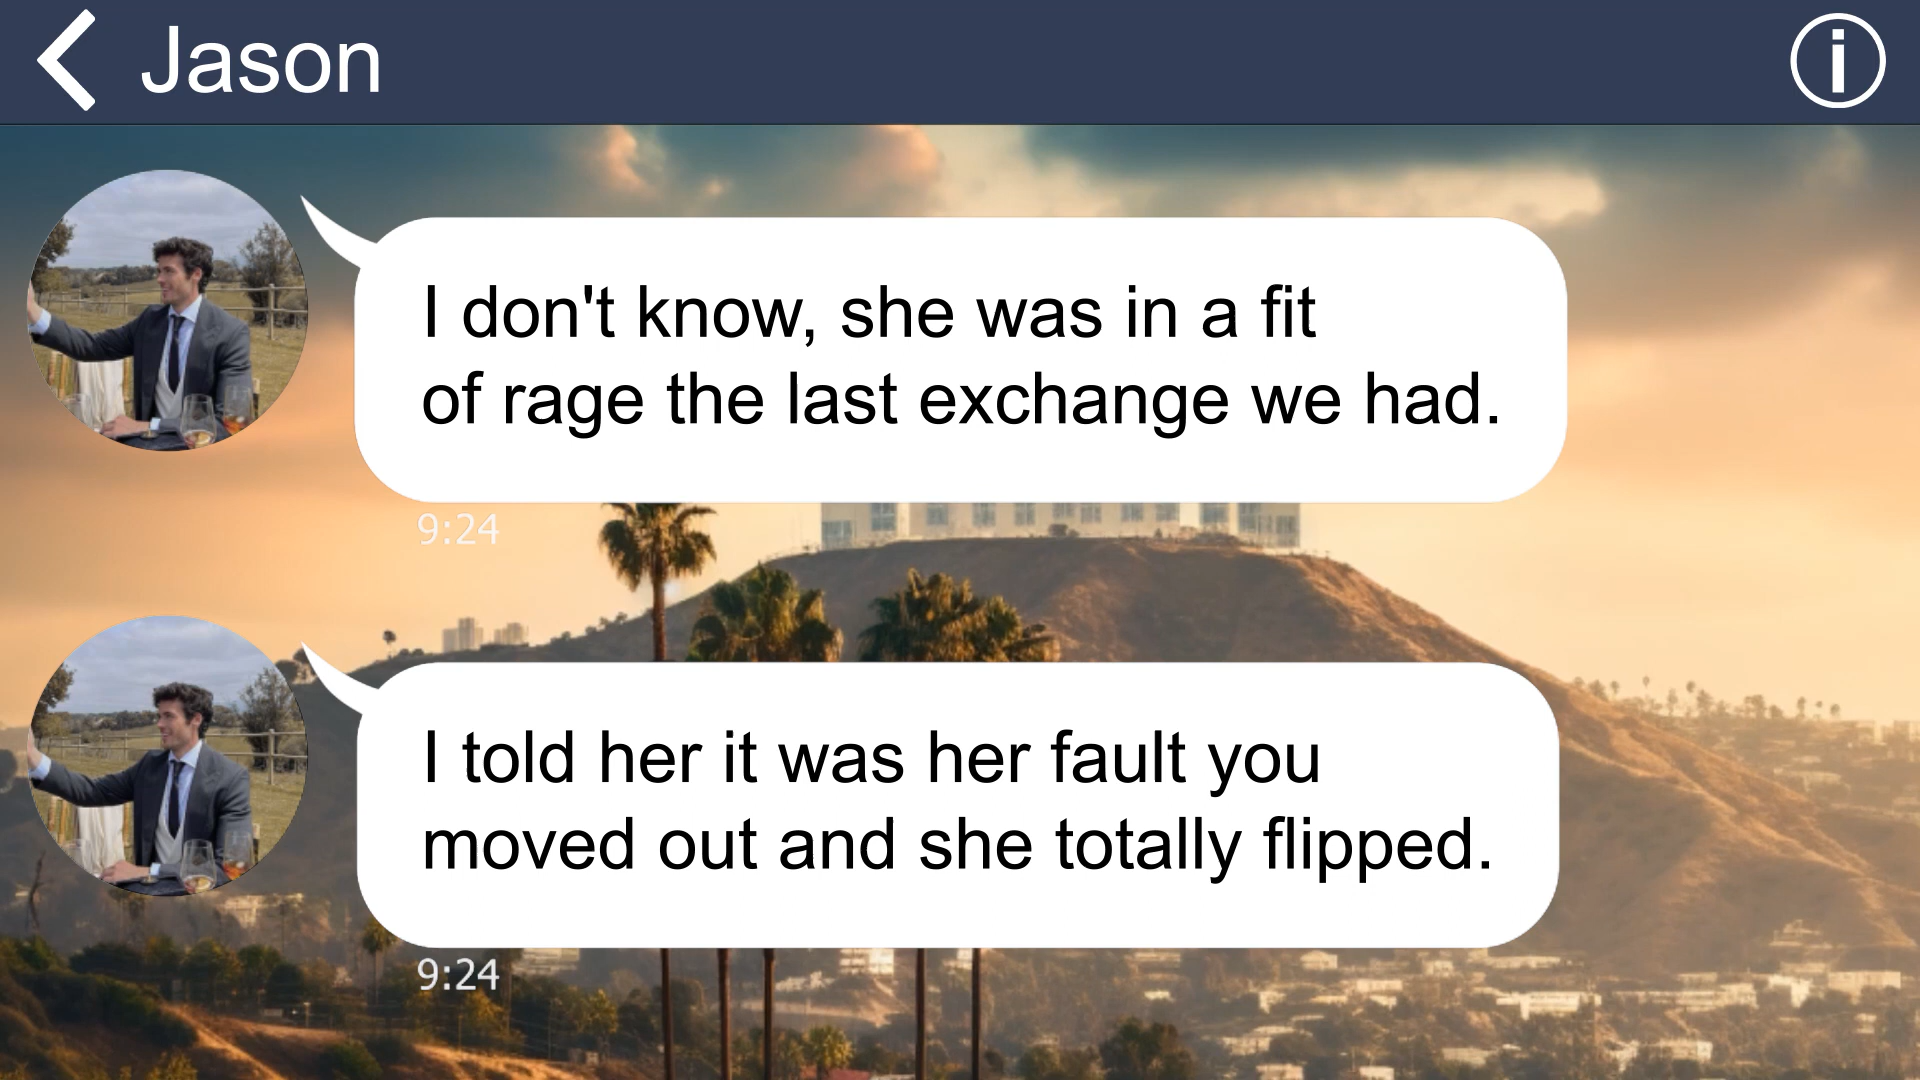 Jason
I don't know, she was in a fit
of rage the last exchange we had.
9:24
I told her it was her fault you
moved out and she totally flipped.
9:24